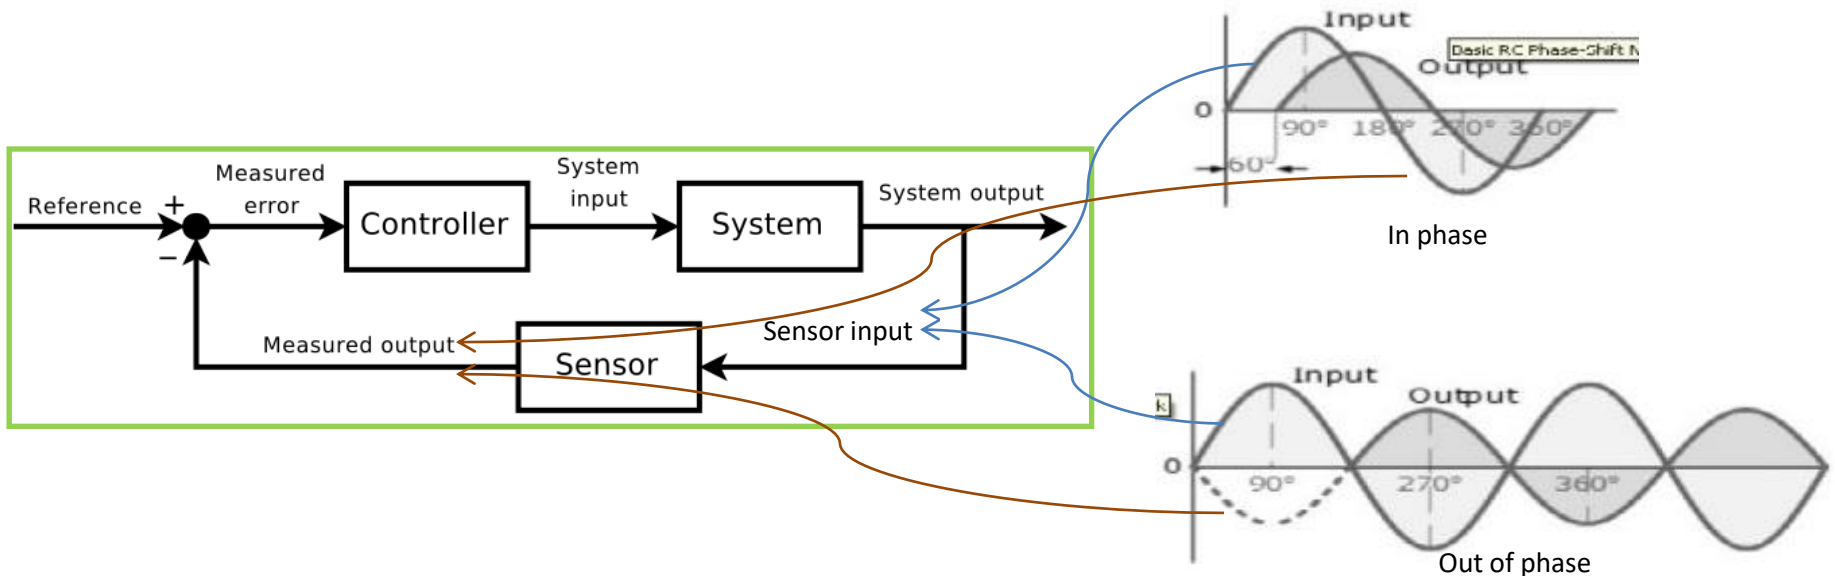 Reference
+
−
Measured
error
Controller
System
input
System
System output
Sensor input
Measured output
Sensor
Input
Basic RC Phase-Shift N
Output
0
90° 180° 270° 360°
60°
In phase
k
Input
Output
0
90° 270° 360°
Out of phase